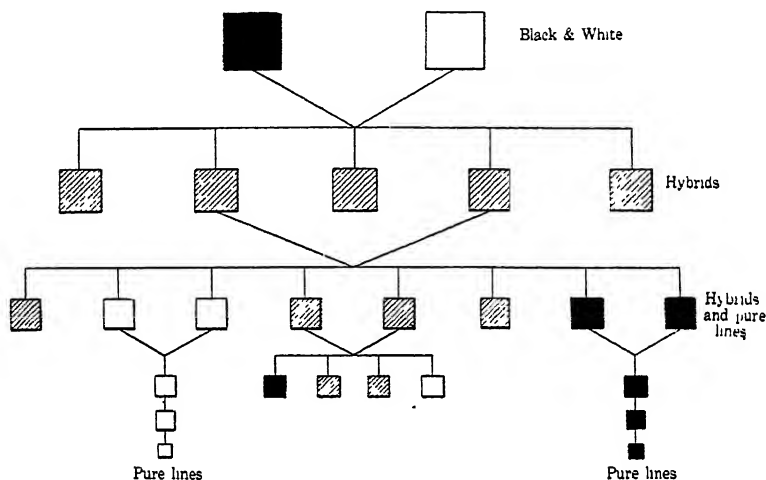 Black & White
Hybrids
Hybrids
and pure
lines
Pure lines
Pure lines